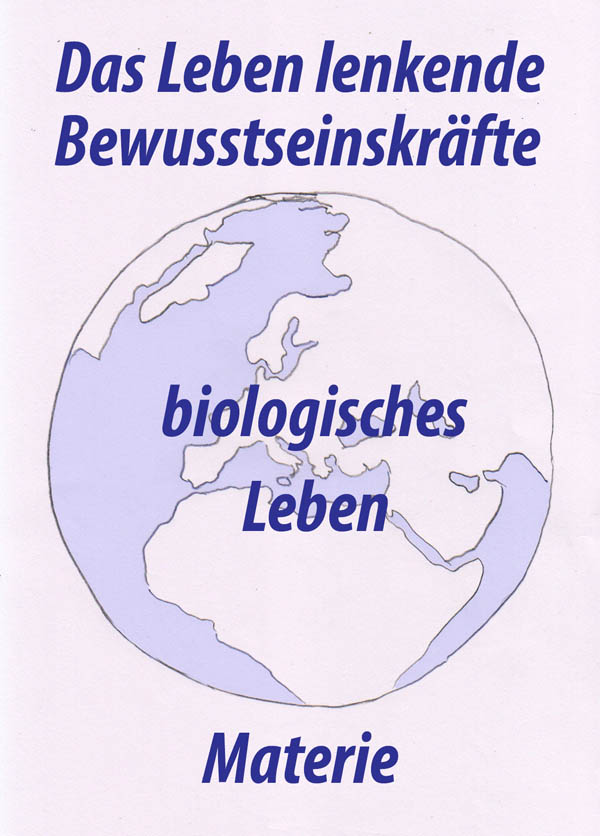 Das Leben lenkende
Bewusstseinskräfte
biologisches
Leben
Materie